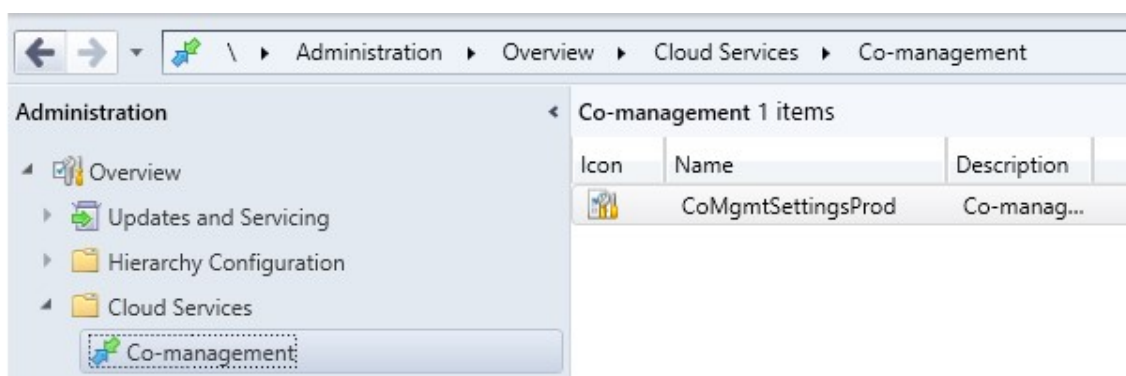 \ Administration Overview Cloud Services Co-management
Administration
Overview
Updates and Servicing
Hierarchy Configuration
Cloud Services
Co-management
Co-management 1 items
Icon Name Description
CoMgmtSettingsProd Co-manag...